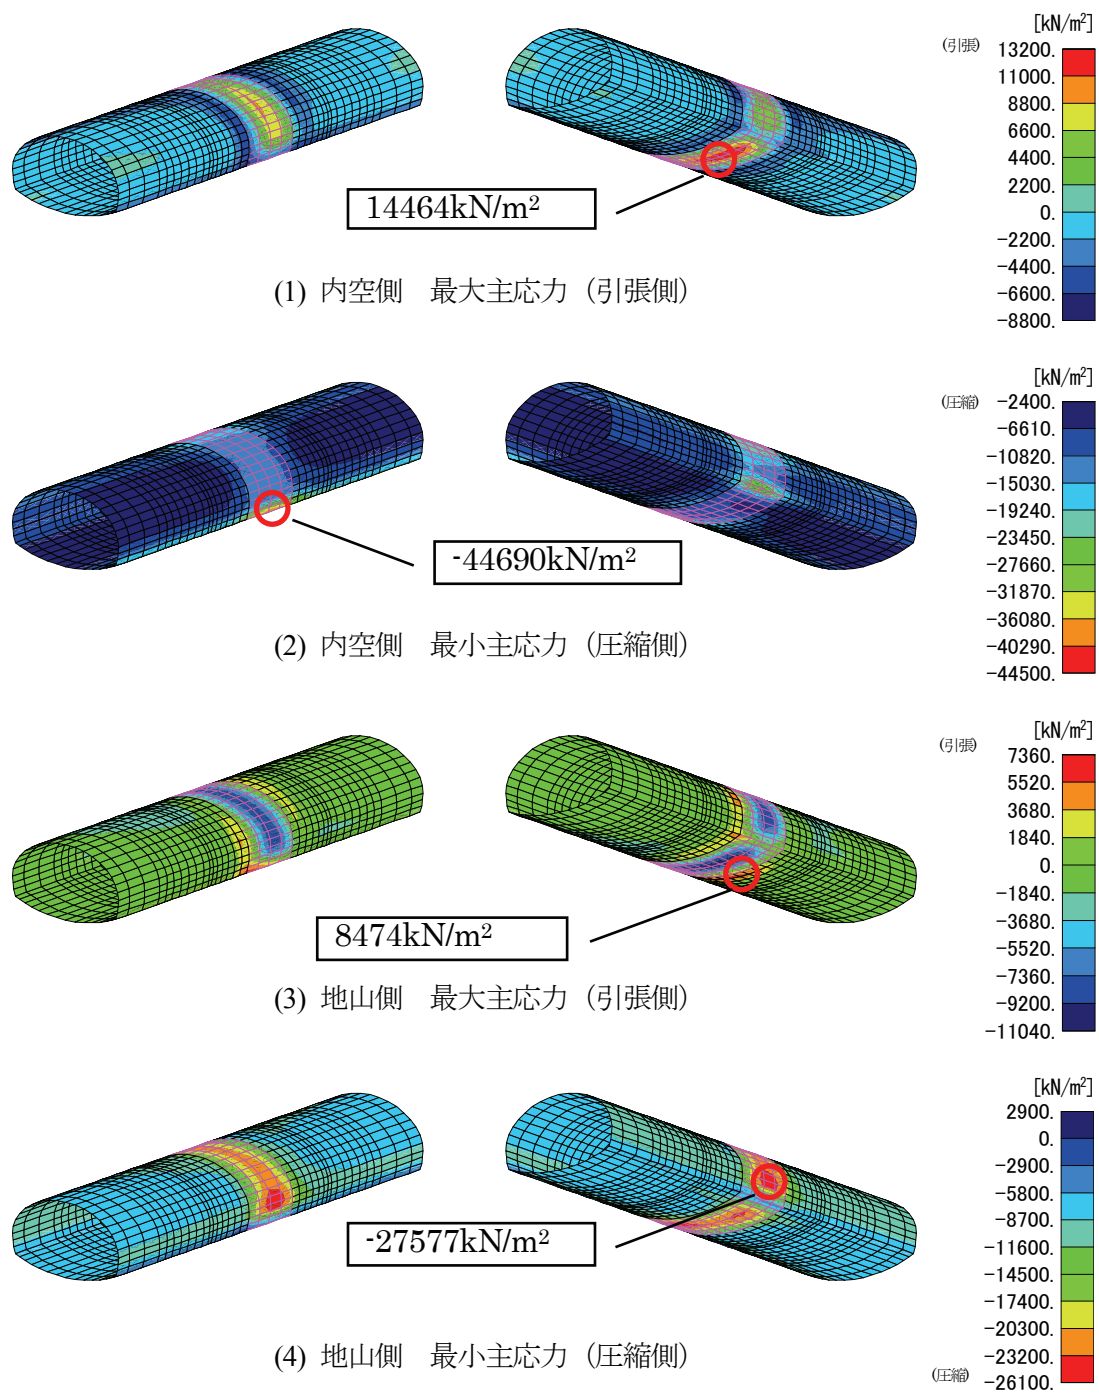 [kN/m²]
(引張) 13200.
11000.
8800.
6600.
4400.
2200.
0.
-2200.
-4400.
-6600.
-8800.
14464kN/m²
(1) 内空側　最大主応力（引張側）
[kN/m²]
(圧縮) -2400.
-6610.
-10820.
-15030.
-19240.
-23450.
-27660.
-31870.
-36080.
-40290.
-44500.
-44690kN/m²
(2) 内空側　最小主応力（圧縮側）
[kN/m²]
(引張) 7360.
5520.
3680.
1840.
0.
-1840.
-3680.
-5520.
-7360.
-9200.
-11040.
8474kN/m²
(3) 地山側　最大主応力（引張側）
[kN/m²]
2900.
0.
-2900.
-5800.
-8700.
-11600.
-14500.
-17400.
-20300.
-23200.
(圧縮) -26100.
-27577kN/m²
(4) 地山側　最小主応力（圧縮側）